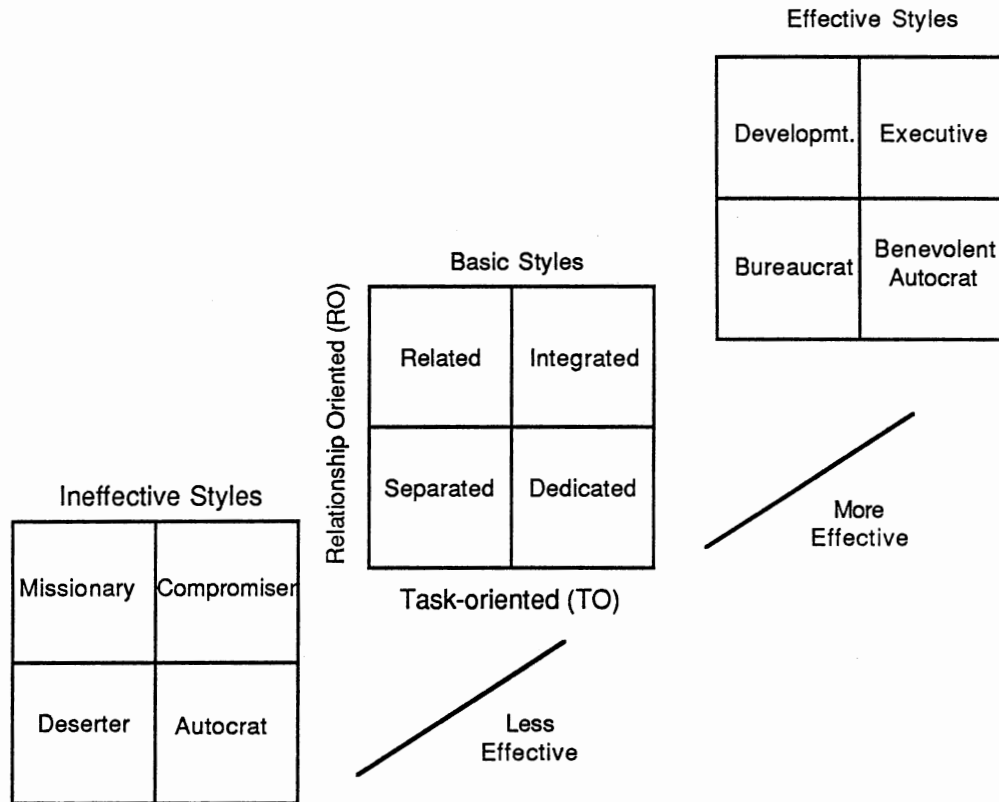 Effective Styles
Developmt.
Executive
Bureaucrat
Benevolent
Autocrat
Basic Styles
Relationship Oriented (RO)
Related
Integrated
Separated
Dedicated
Task-oriented (TO)
More
Effective
Ineffective Styles
Missionary
Compromiser
Deserter
Autocrat
Less
Effective